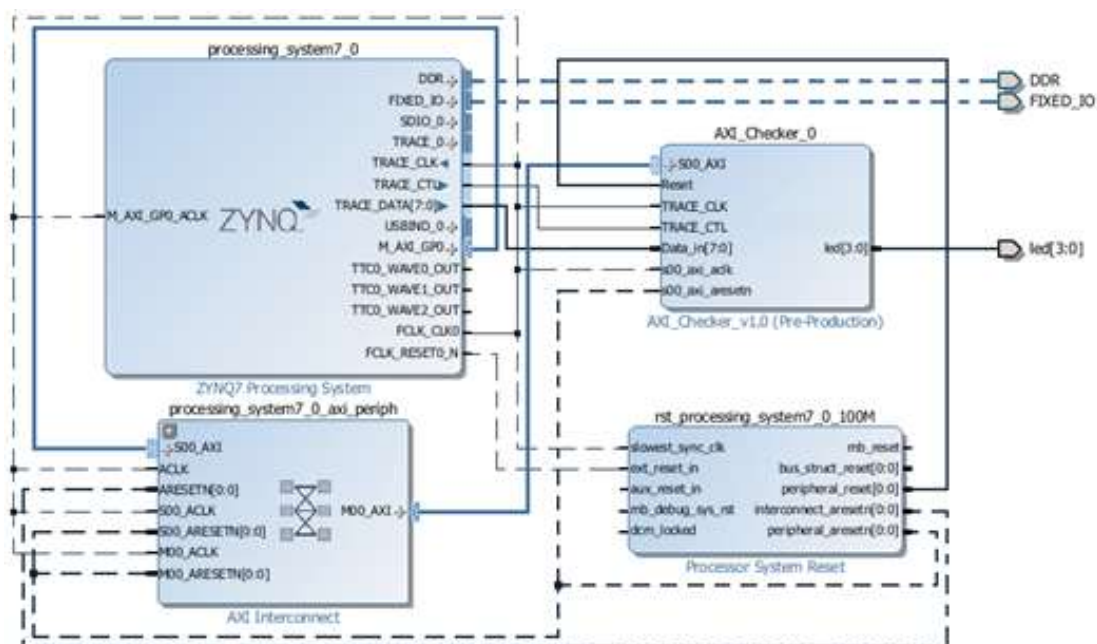 processing_system7_0
DDR
FIXED_IO
SDIO_0
TRACE_0
TRACE_CLK
TRACE_CTL
TRACE_DATA[7:0]
USBIND_0
M_AXI_GP0
TTC0_WAVE0_OUT
TTC0_WAVE1_OUT
TTC0_WAVE2_OUT
FCLK_CLK0
FCLK_RESET0_N
M_AXI_GP0_ACLK
ZYNQ
ZYNQ7 Processing System
DDR
FIXED_IO
AXI_Checker_0
S00_AXI
Reset
TRACE_CLK
TRACE_CTL
Data_in[7:0]
s00_axi_aclk
s00_axi_aresetn
led[3:0]
led[3:0]
AXI_Checker_v1.0 (Pre-Production)
processing_system7_0_axi_periph
S00_AXI
ACLK
ARESETN[0:0]
S00_ACLK
S00_ARESETN[0:0]
M00_ACLK
M00_ARESETN[0:0]
M00_AXI
AXI Interconnect
rst_processing_system7_0_100M
slowest_sync_clk
ext_reset_in
aux_reset_in
mb_debug_sys_rst
dcm_locked
mb_reset
bus_struct_reset[0:0]
peripheral_reset[0:0]
interconnect_aresetn[0:0]
peripheral_aresetn[0:0]
Processor System Reset